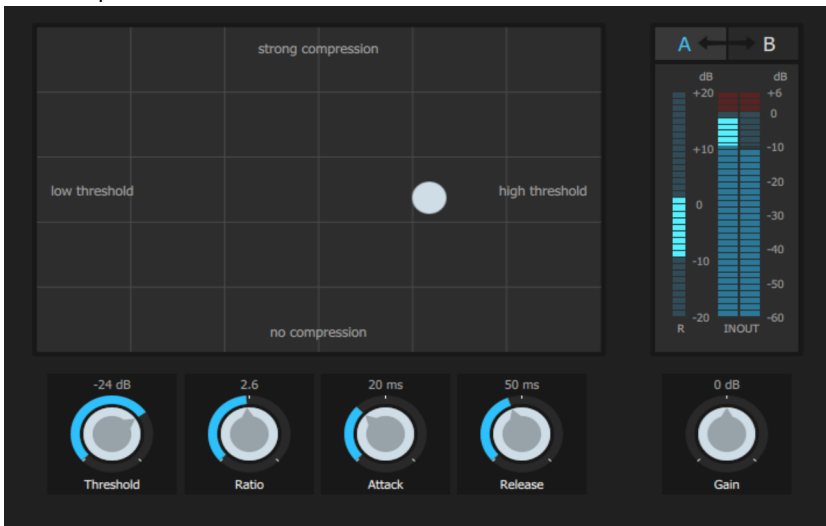 strong compression
low threshold
high threshold
no compression
A
B
dB
dB
+20
+6
0
+10
-10
-20
0
-30
-10
-40
-50
-20
-60
R
INOUT
-24 dB
2.6
20 ms
50 ms
0 dB
Threshold
Ratio
Attack
Release
Gain